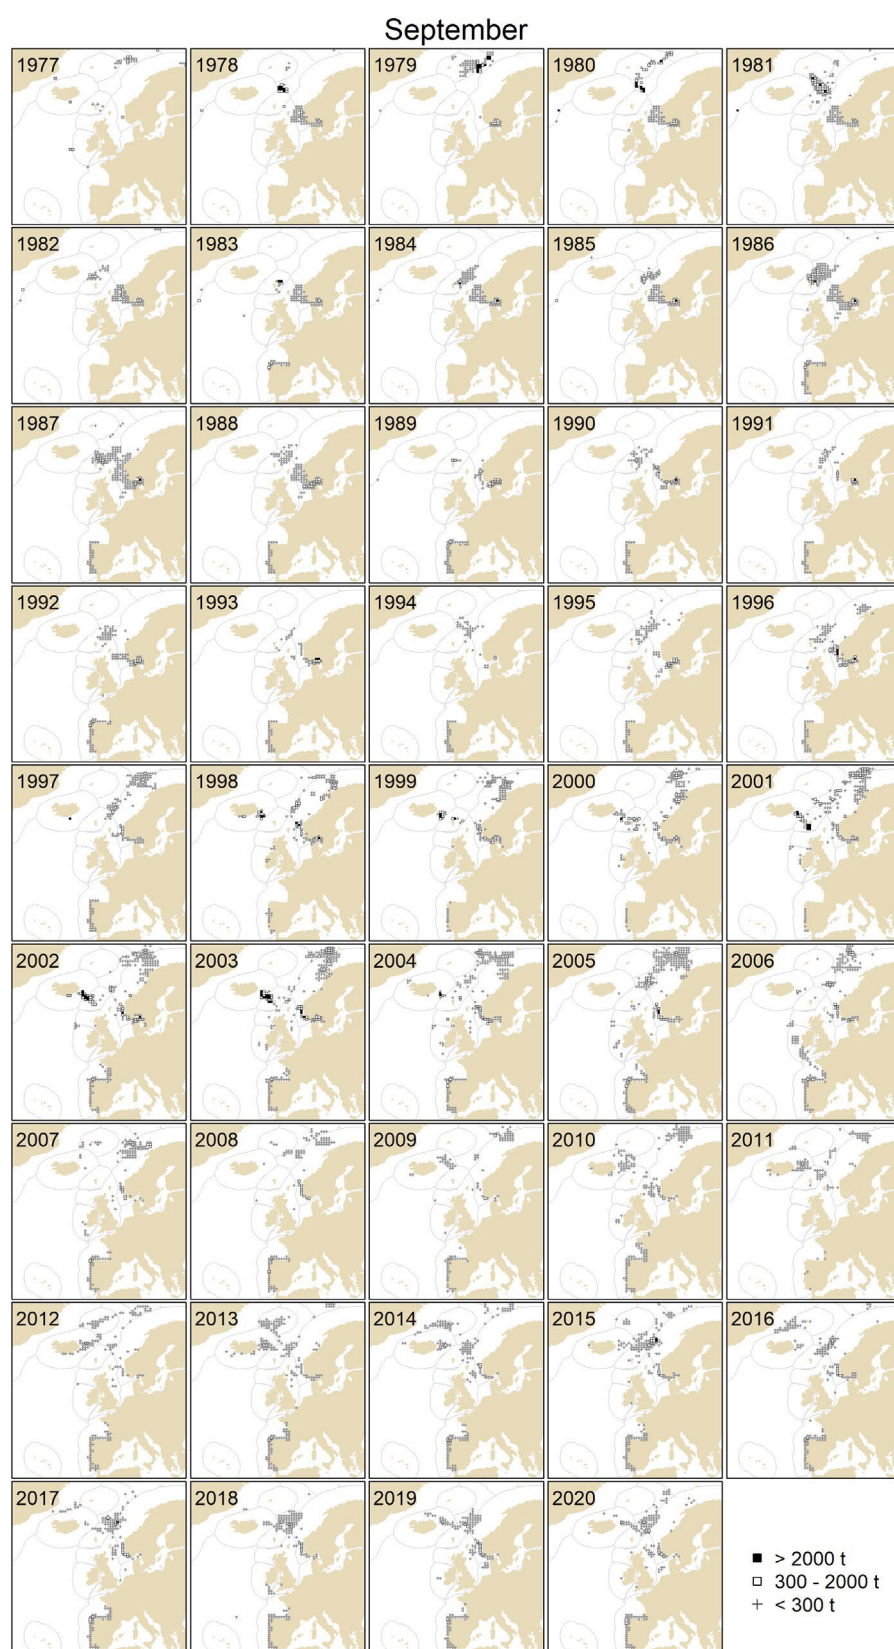 September
1977 1978 1979 1980 1981
1982 1983 1984 1985 1986
1987 1988 1989 1990 1991
1992 1993 1994 1995 1996
1997 1998 1999 2000 2001
2002 2003 2004 2005 2006
2007 2008 2009 2010 2011
2012 2013 2014 2015 2016
2017 2018 2019 2020
> 2000 t
300 - 2000 t
< 300 t